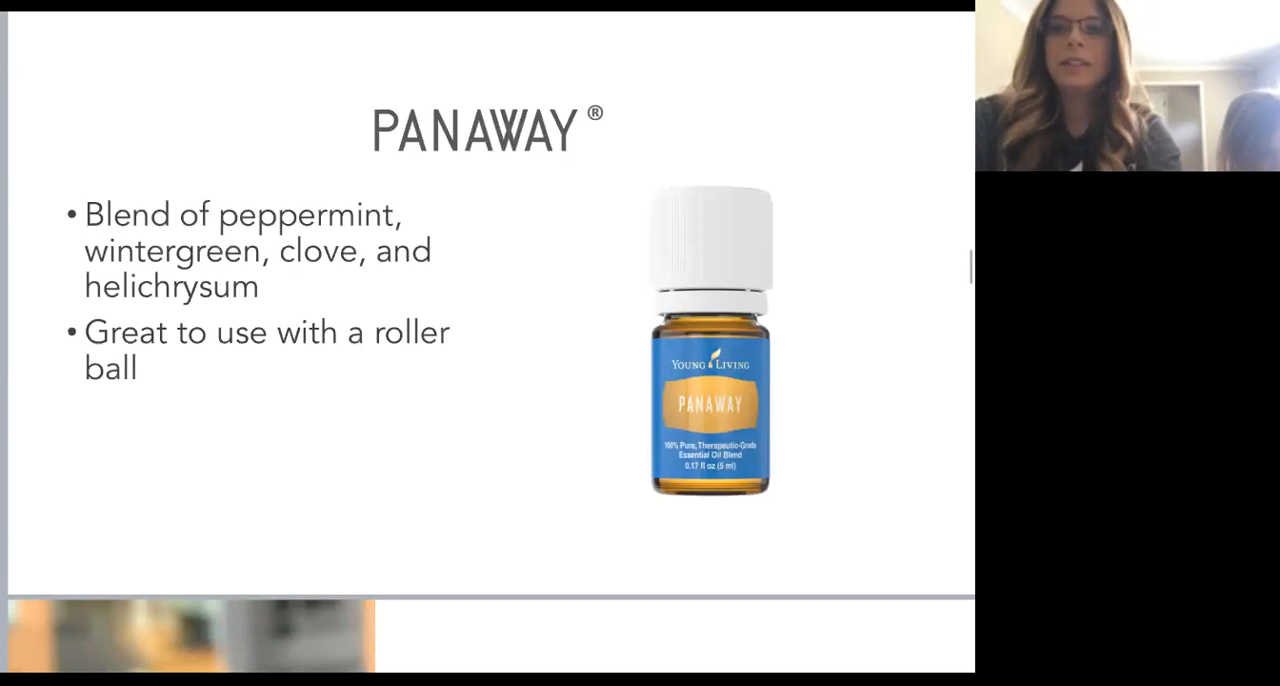 PANAWAY®
• Blend of peppermint,
wintergreen, clove, and
helichrysum
• Great to use with a roller
ball
YOUNG LIVING
PANAWAY
100% Pure, Therapeutic-Grade
Essential Oil Blend
0.17 fl oz (5 ml)